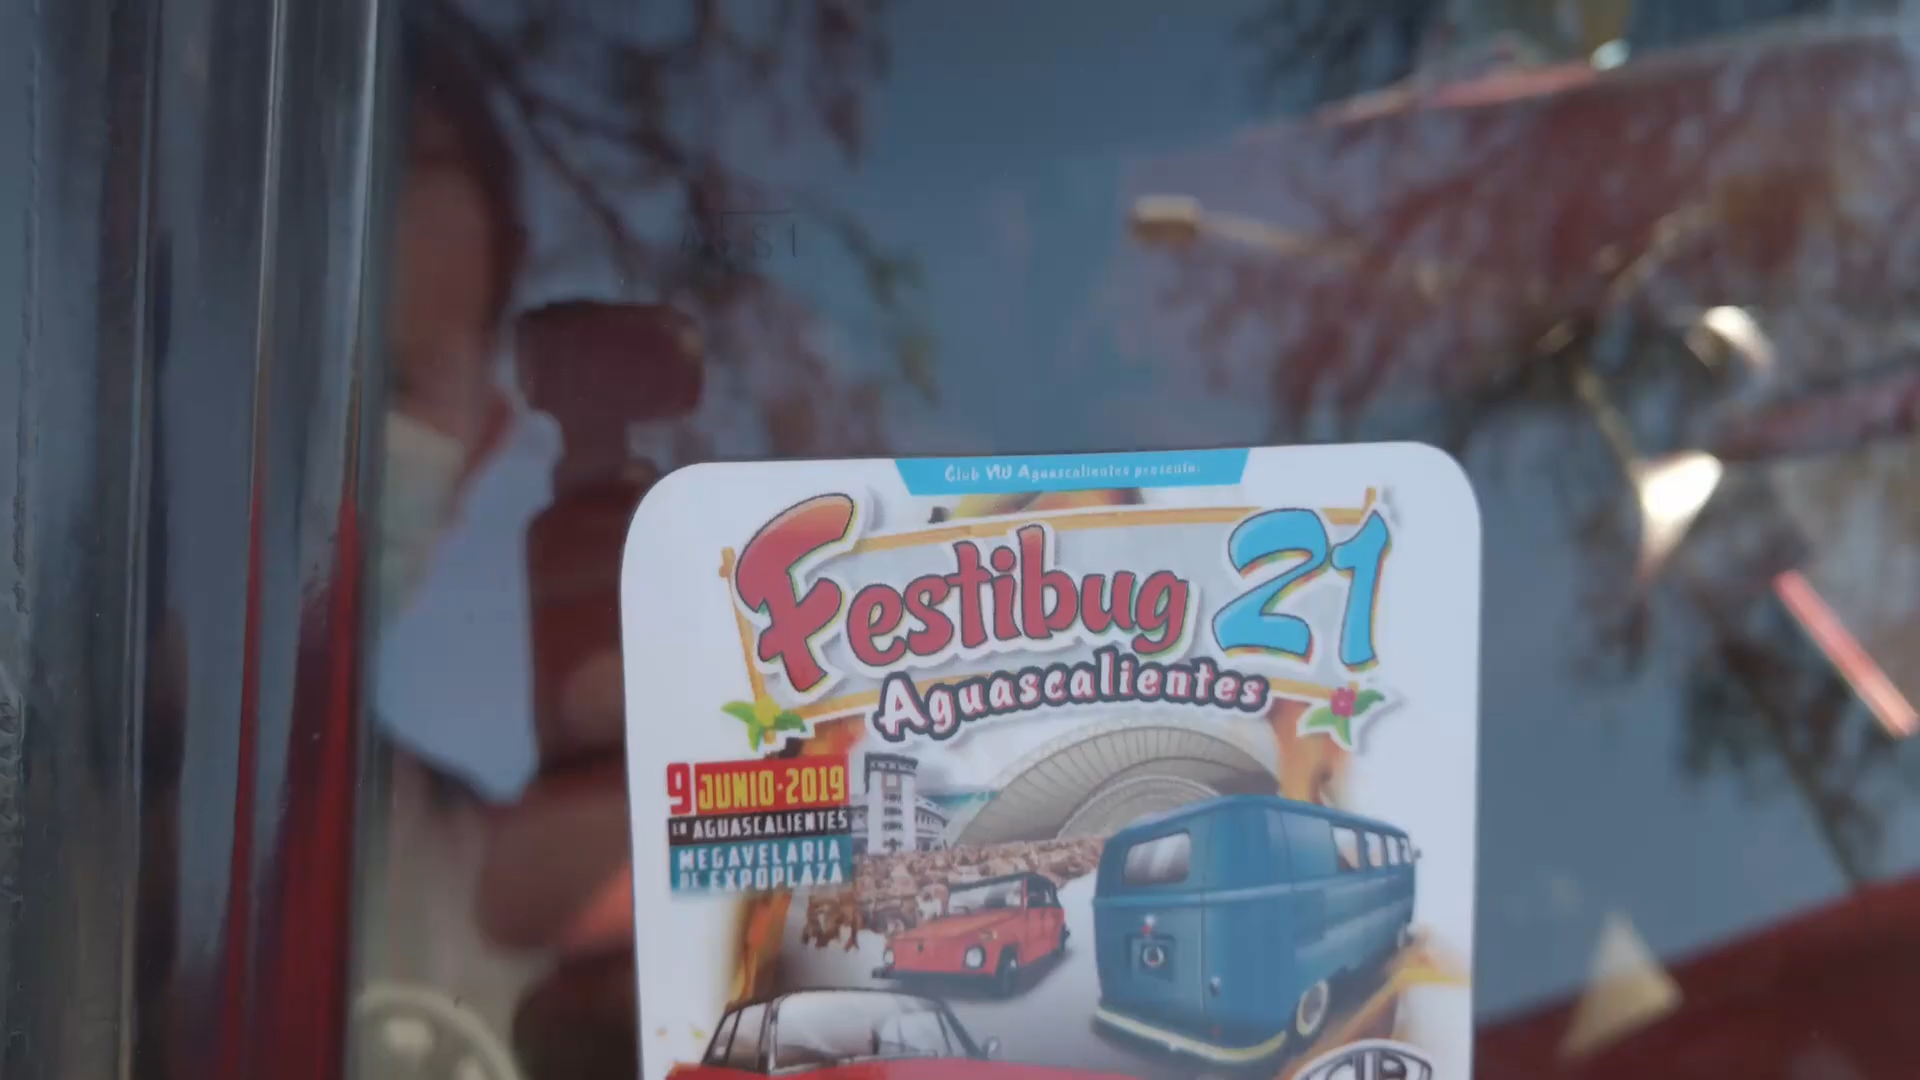 Club VW Aguascalientes presenta:
Festibug 21
Aguascalientes
9 JUNIO·2019
EN AGUASCALIENTES
MEGAVELARIA
DE EXPOPLAZA